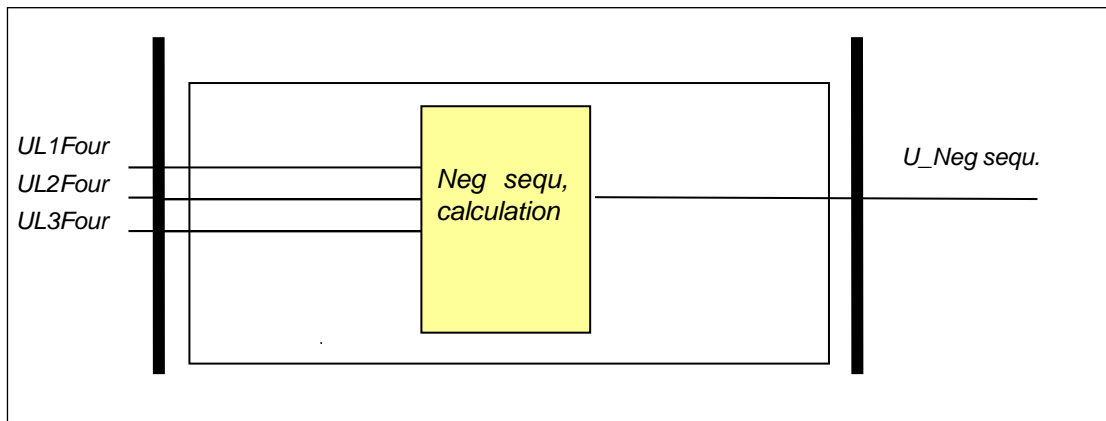 UL1Four
UL2Four
UL3Four
Neg sequ,
calculation
U_Neg sequ.